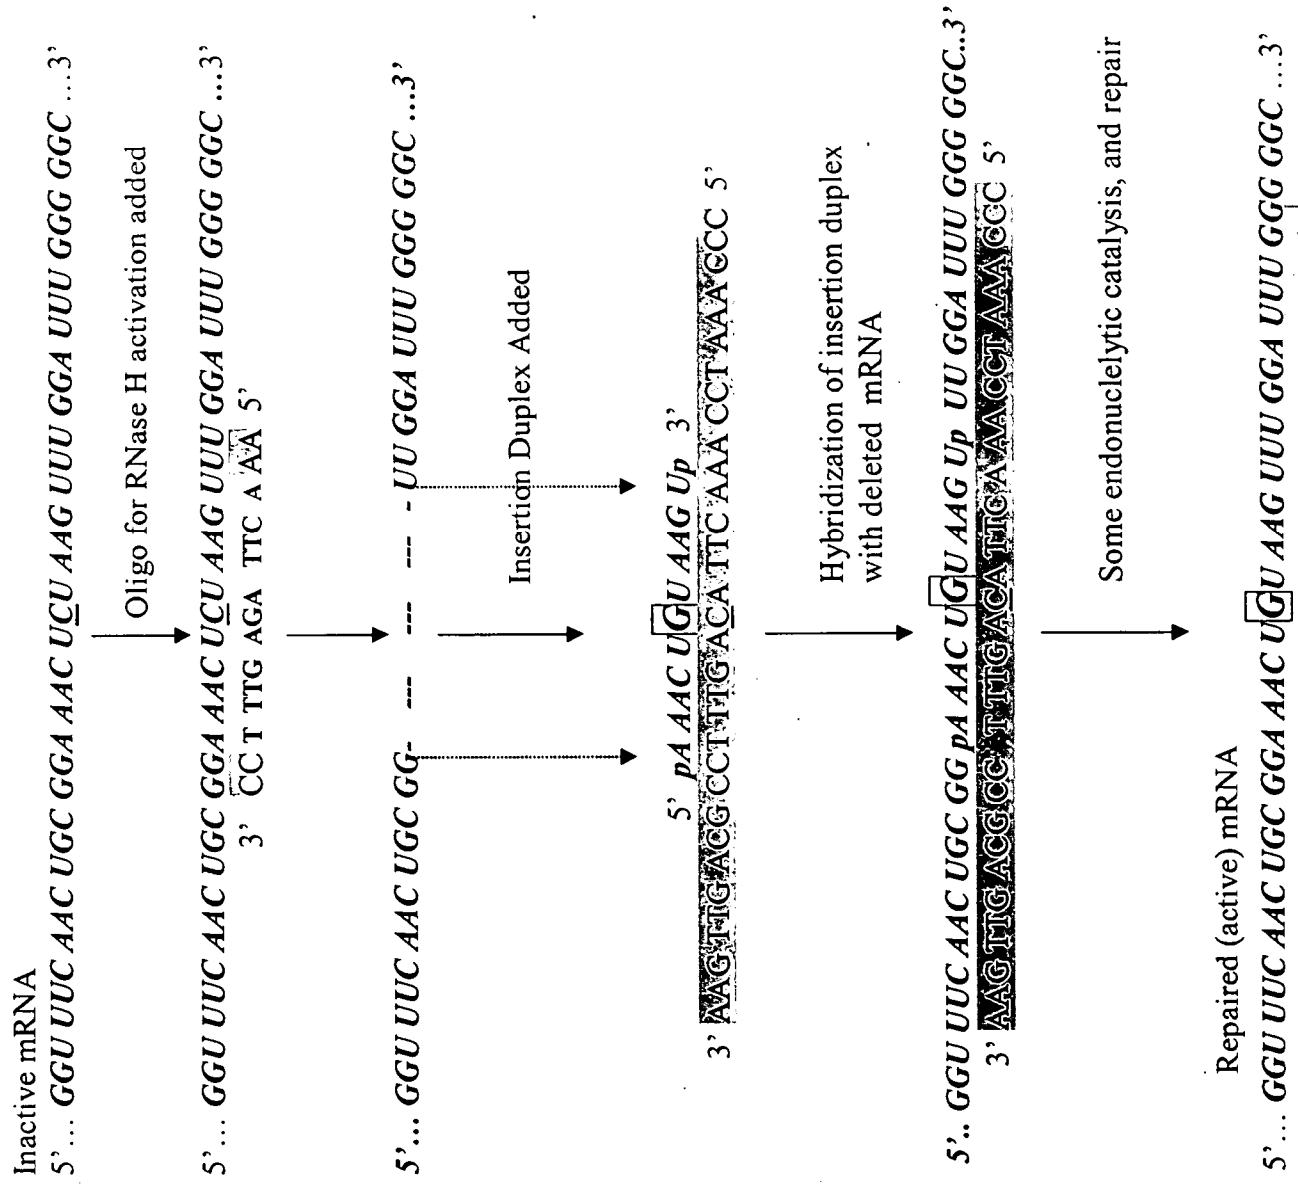 Inactive mRNA
5’… GGU UUC AAC UGC GGA AAC UCU AAG UUU GGA UUU GGG GGC …3’
Oligo for RNase H activation added
5’… GGU UUC AAC UGC GGA AAC UCU AAG UUU GGA UUU GGG GGC …3’
3’ CC T TTG AGA TTC A AA 5’
5’… GGU UUC AAC UGC GG- --- --- --- - UU GGA UUU GGG GGC …3’
Insertion Duplex Added
5’ pA AAC UGU AAG Up 3’
3’ AAG TTG ACG CCT TTG ACA TTC AAA CCT AAA CCC 5’
Hybridization of insertion duplex
with deleted mRNA
5’.. GGU UUC AAC UGC GG pA AAC UGU AAG Up UU GGA UUU GGG GGC..3’
3’ AAG TTG ACG CC T TTG ACA TTC A AA CCT AAA CCC 5’
Some endonuclelytic catalysis, and repair
Repaired (active) mRNA
5’… GGU UUC AAC UGC GGA AAC UGU AAG UUU GGA UUU GGG GGC …3’